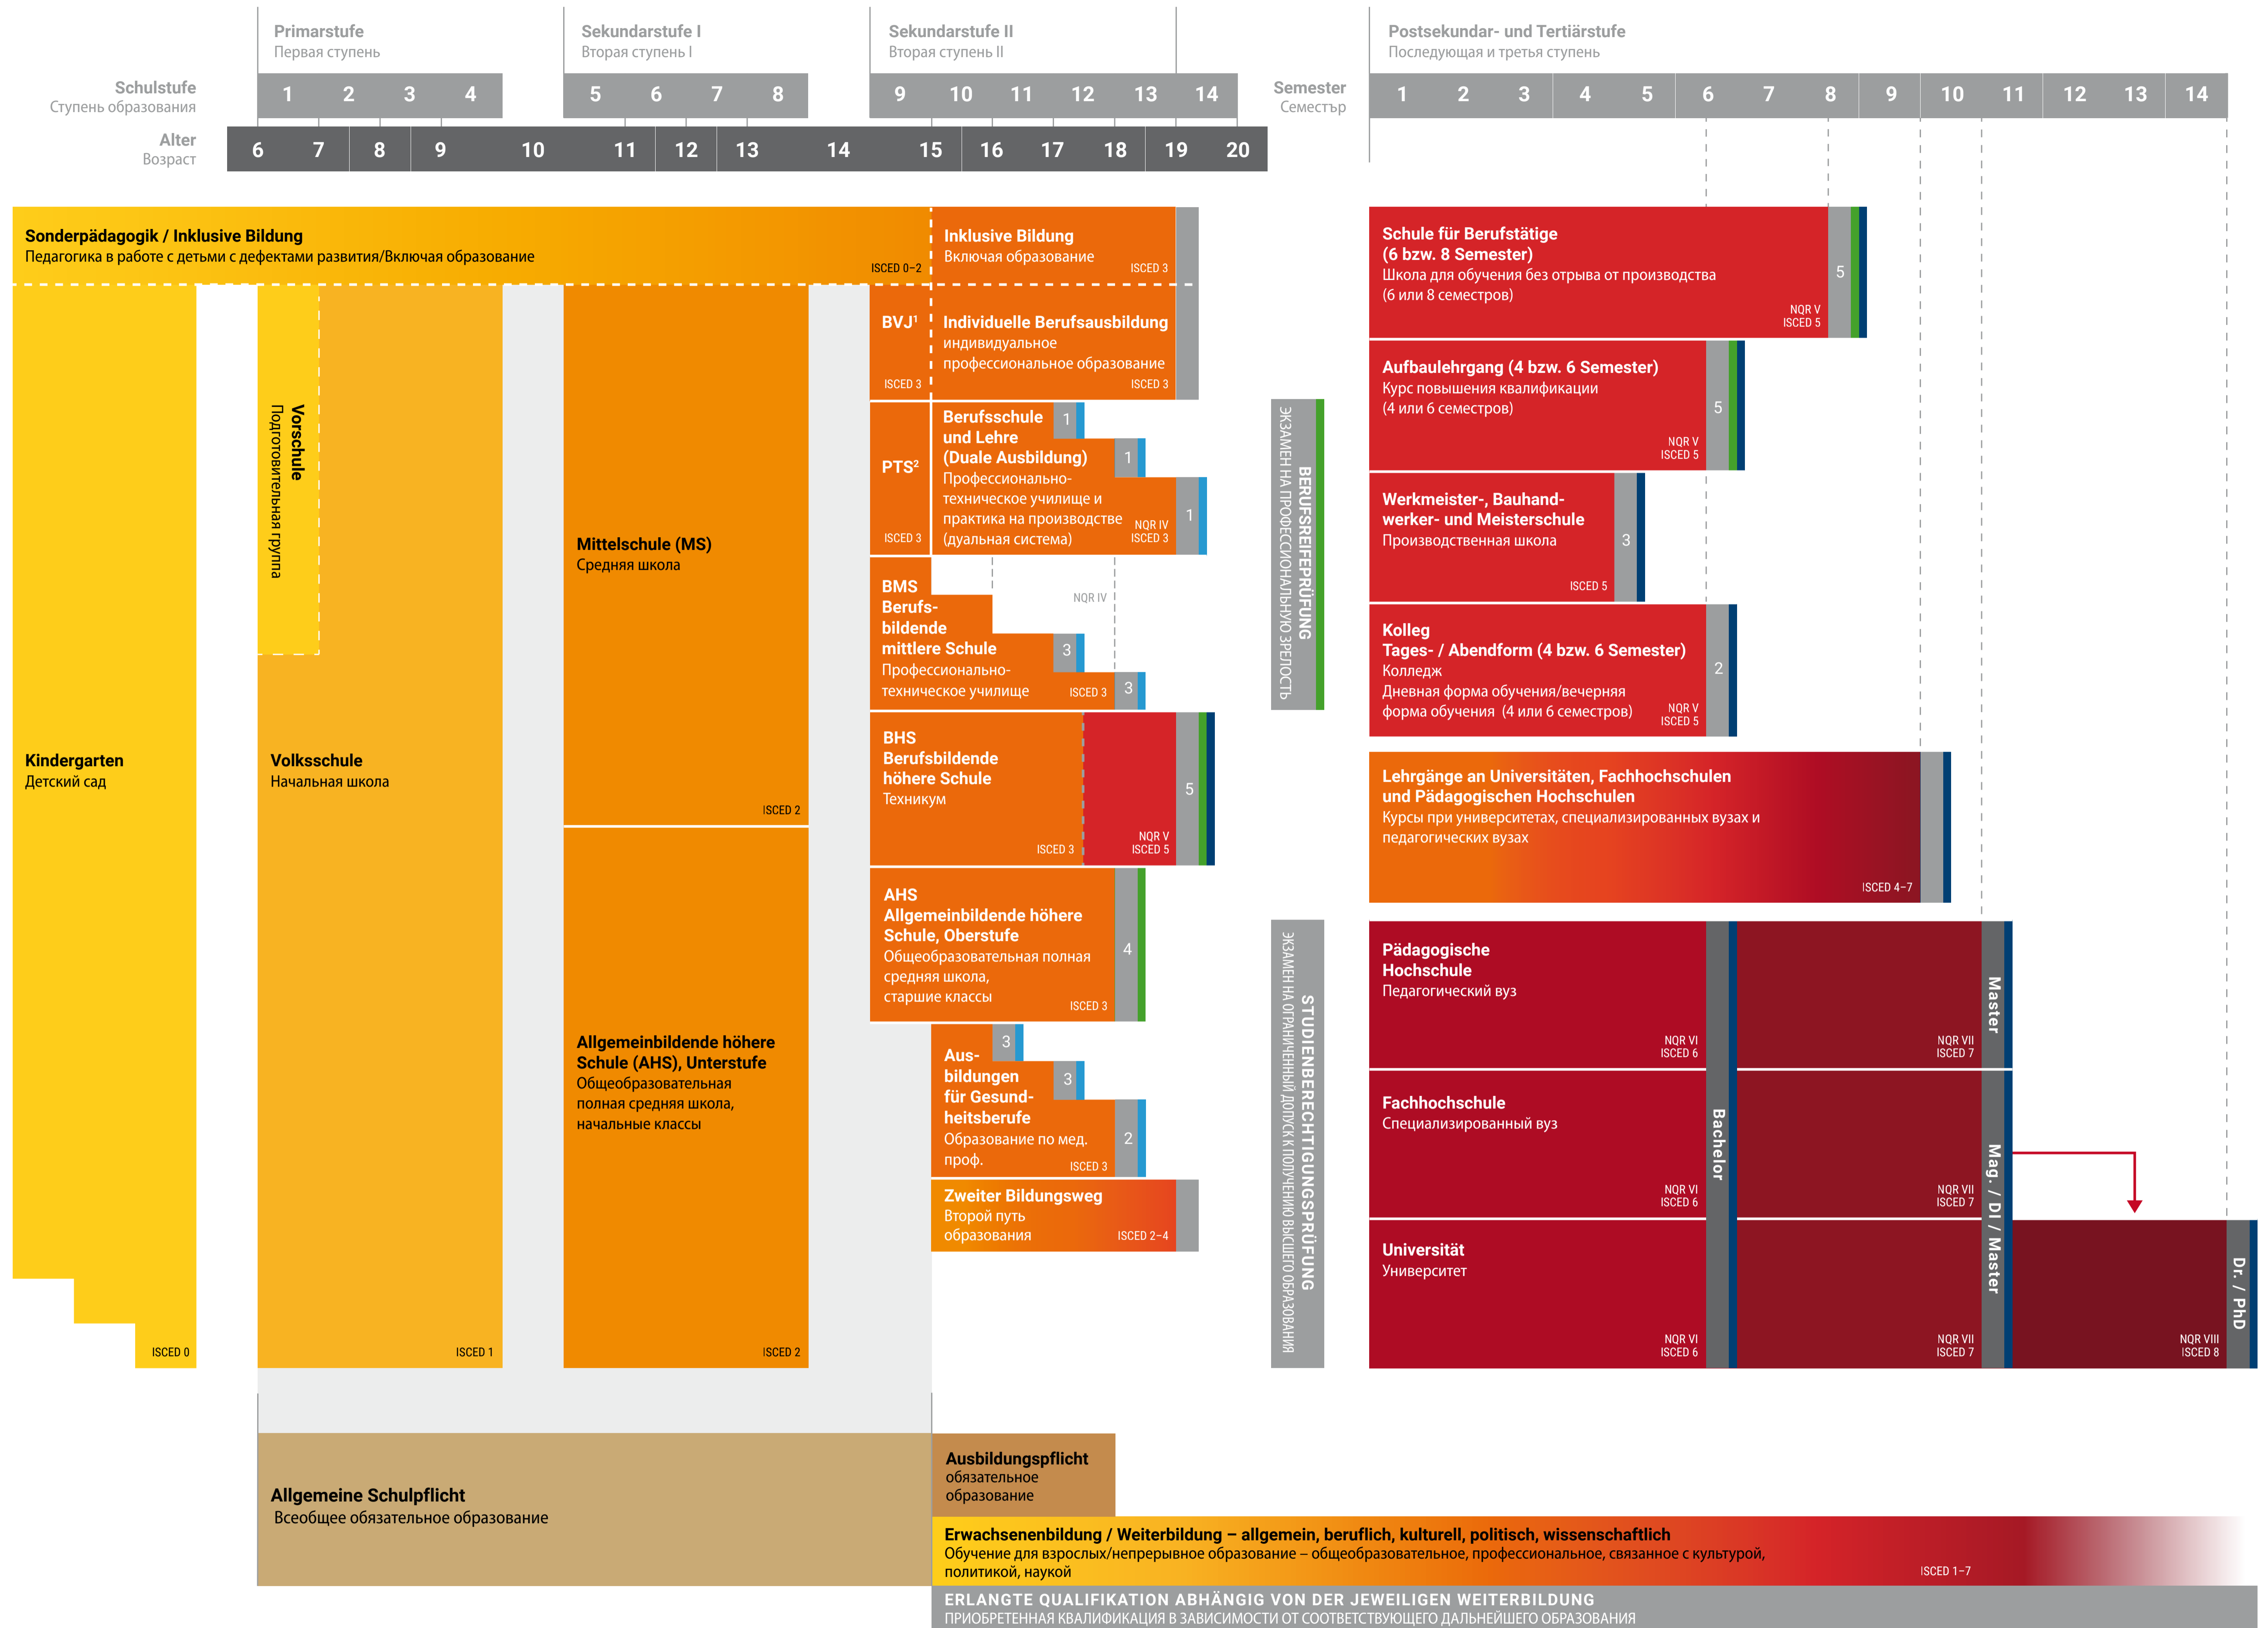 Primarstufe
Первая ступень
Sekundarstufe I
Вторая ступень I
Sekundarstufe II
Вторая ступень II
Postsekundar- und Tertiärstufe
Последующая и третья ступень
Schulstufe
Ступень образования
1 2 3 4 5 6 7 8 9 10 11 12 13 14
Semester
Семестър
1 2 3 4 5 6 7 8 9 10 11 12 13 14
Alter
Возраст
6 7 8 9 10 11 12 13 14 15 16 17 18 19 20
Sonderpädagogik / Inklusive Bildung
Педагогика в работе с детьми с дефектами развития/Включая образование
ISCED 0–2
Inklusive Bildung
Включая образование
ISCED 3
Kindergarten
Детский сад
ISCED 0
Vorschule
Подготовительная группа
Volksschule
Начальная школа
ISCED 1
Mittelschule (MS)
Средняя школа
ISCED 2
Allgemeinbildende höhere
Schule (AHS), Unterstufe
Общеобразовательная
полная средняя школа,
начальные классы
ISCED 2
BVJ¹
ISCED 3
Individuelle Berufsausbildung
индивидуальное
профессиональное образование
ISCED 3
PTS²
ISCED 3
Berufsschule
und Lehre
(Duale Ausbildung)
Профессионально-
техническое училище и
практика на производстве
(дуальная система)
NQR IV
ISCED 3
1
1
1
BMS
Berufs-
bildende
mittlere Schule
Профессионально-
техническое училище
ISCED 3
NQR IV
3
3
BHS
Berufsbildende
höhere Schule
Техникум
ISCED 3
NQR V
ISCED 5
5
AHS
Allgemeinbildende höhere
Schule, Oberstufe
Общеобразовательная полная
средняя школа,
старшие классы
ISCED 3
4
Aus-
bildungen
für Gesund-
heitsberufe
Образование по мед.
проф.
ISCED 3
3
3
2
Zweiter Bildungsweg
Второй путь
образования
ISCED 2–4
BERUFSREIFEPRÜFUNG
ЭКЗАМЕН НА ПРОФЕССИОНАЛЬНУЮ ЗРЕЛОСТЬ
STUDIENBERECHTIGUNGSPRÜFUNG
ЭКЗАМЕН НА ОГРАНИЧЕННЫЙ ДОПУСК К ПОЛУЧЕНИЮ ВЫСШЕГО ОБРАЗОВАНИЯ
Schule für Berufstätige
(6 bzw. 8 Semester)
Школа для обучения без отрыва от производства
(6 или 8 семестров)
NQR V
ISCED 5
5
Aufbaulehrgang (4 bzw. 6 Semester)
Курс повышения квалификации
(4 или 6 семестров)
NQR V
ISCED 5
5
Werkmeister-, Bauhand-
werker- und Meisterschule
Производственная школа
ISCED 5
3
Kolleg
Tages- / Abendform (4 bzw. 6 Semester)
Колледж
Дневная форма обучения/вечерняя
форма обучения (4 или 6 семестров)
NQR V
ISCED 5
2
Lehrgänge an Universitäten, Fachhochschulen
und Pädagogischen Hochschulen
Курсы при университетах, специализированных вузах и
педагогических вузах
ISCED 4–7
Pädagogische
Hochschule
Педагогический вуз
NQR VI
ISCED 6
NQR VII
ISCED 7
Master
Fachhochschule
Специализированный вуз
NQR VI
ISCED 6
Bachelor
NQR VII
ISCED 7
Mag. / DI / Master
Universität
Университет
NQR VI
ISCED 6
NQR VII
ISCED 7
NQR VIII
ISCED 8
Dr. / PhD
Allgemeine Schulpflicht
Всеобщее обязательное образование
Ausbildungspflicht
обязательное
образование
Erwachsenenbildung / Weiterbildung – allgemein, beruflich, kulturell, politisch, wissenschaftlich
Обучение для взрослых/непрерывное образование – общеобразовательное, профессиональное, связанное с культурой,
политикой, наукой
ISCED 1–7
ERLANGTE QUALIFIKATION ABHÄNGIG VON DER JEWEILIGEN WEITERBILDUNG
ПРИОБРЕТЕННАЯ КВАЛИФИКАЦИЯ В ЗАВИСИМОСТИ ОТ СООТВЕТСТВУЮЩЕГО ДАЛЬНЕЙШЕГО ОБРАЗОВАНИЯ